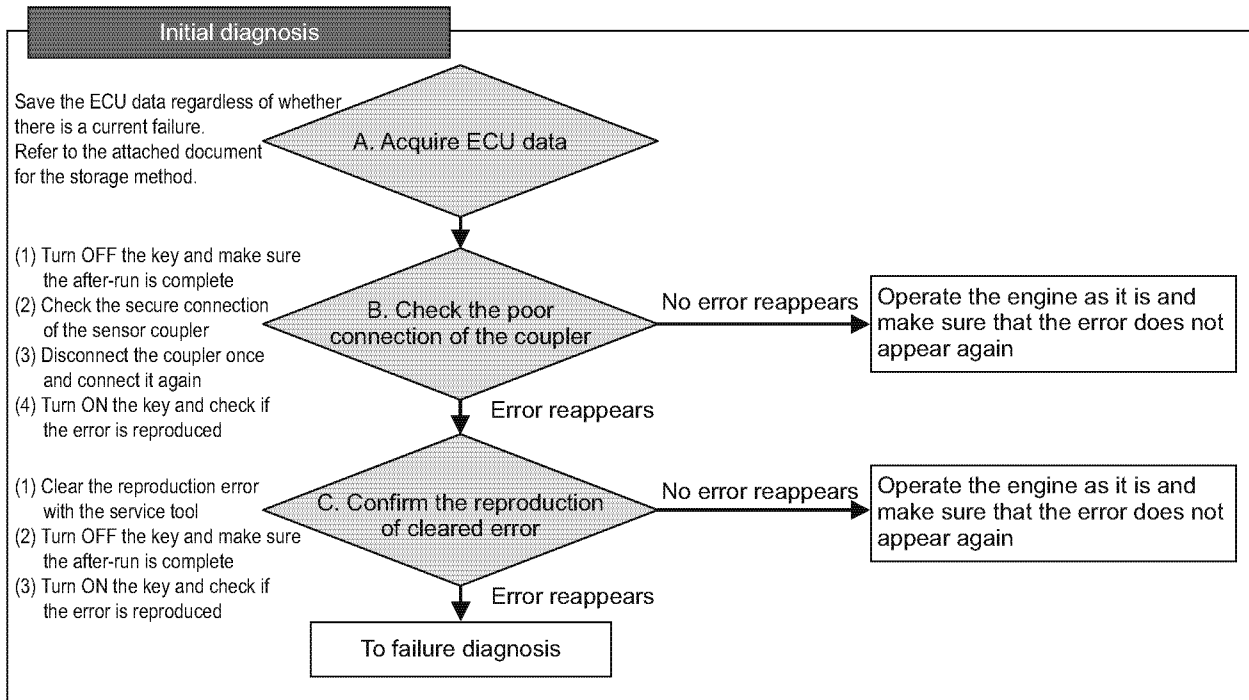 Initial diagnosis
Save the ECU data regardless of whether
there is a current failure.
Refer to the attached document
for the storage method.
A. Acquire ECU data
(1) Turn OFF the key and make sure
the after-run is complete
(2) Check the secure connection
of the sensor coupler
(3) Disconnect the coupler once
and connect it again
(4) Turn ON the key and check if
the error is reproduced
B. Check the poor
connection of the coupler
No error reappears
Operate the engine as it is and
make sure that the error does not
appear again
Error reappears
(1) Clear the reproduction error
with the service tool
(2) Turn OFF the key and make sure
the after-run is complete
(3) Turn ON the key and check if
the error is reproduced
C. Confirm the reproduction
of cleared error
No error reappears
Operate the engine as it is and
make sure that the error does not
appear again
Error reappears
To failure diagnosis